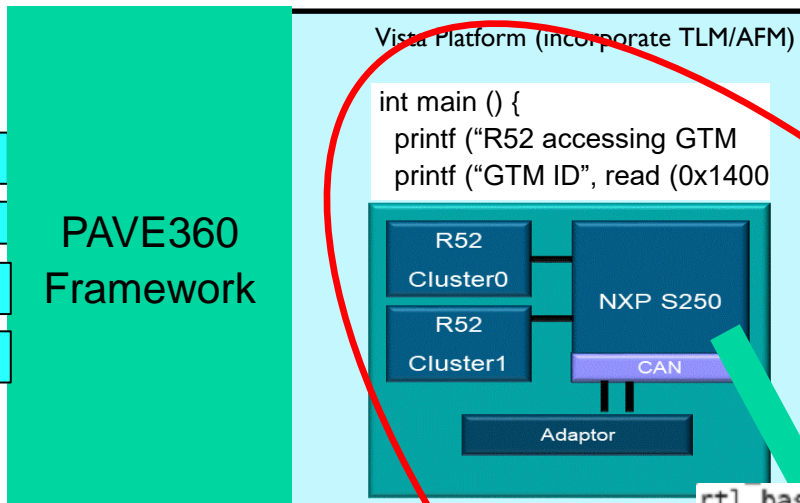 Vista Platform (incorporate TLM/AFM)
int main () {
printf (“R52 accessing GTM
printf (“GTM ID”, read (0x1400
PAVE360
Framework
R52
Cluster0
R52
Cluster1
NXP S250
CAN
Adaptor
rtl_bas